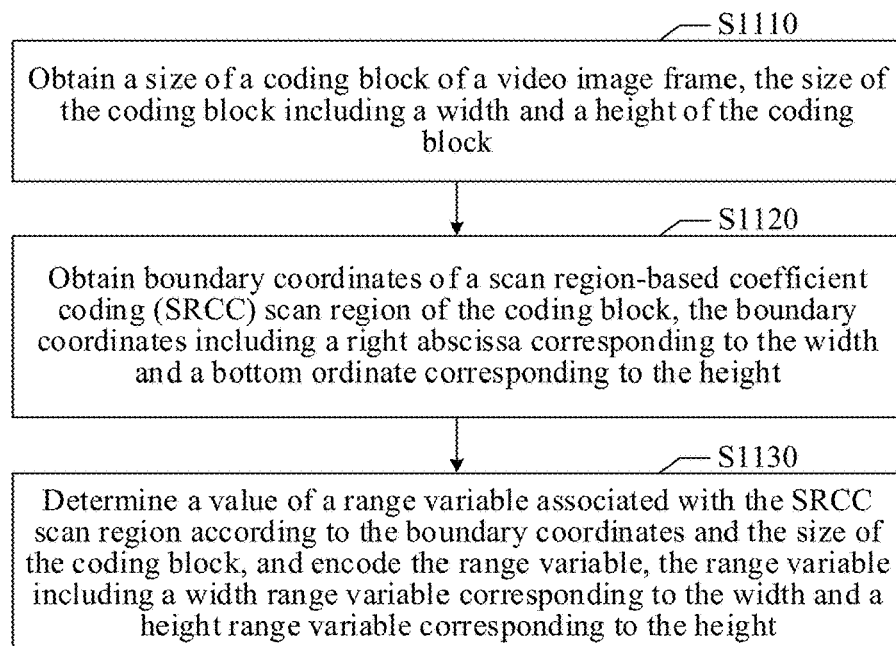 S1110
Obtain a size of a coding block of a video image frame, the size of
the coding block including a width and a height of the coding
block
S1120
Obtain boundary coordinates of a scan region-based coefficient
coding (SRCC) scan region of the coding block, the boundary
coordinates including a right abscissa corresponding to the width
and a bottom ordinate corresponding to the height
S1130
Determine a value of a range variable associated with the SRCC
scan region according to the boundary coordinates and the size of
the coding block, and encode the range variable, the range variable
including a width range variable corresponding to the width and a
height range variable corresponding to the height